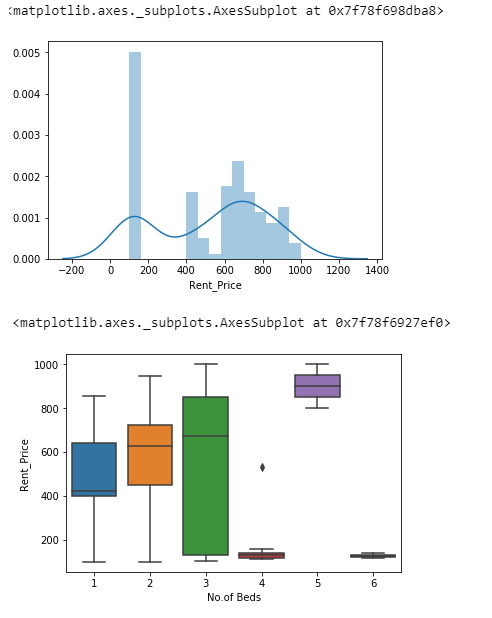 <matplotlib.axes._subplots.AxesSubplot at 0x7f78f698dba8>
0.005
0.004
0.003
0.002
0.001
0.000
−200 0 200 400 600 800 1000 1200 1400
Rent_Price
<matplotlib.axes._subplots.AxesSubplot at 0x7f78f6927ef0>
1000
800
600
400
200
Rent_Price
1 2 3 4 5 6
No.of Beds